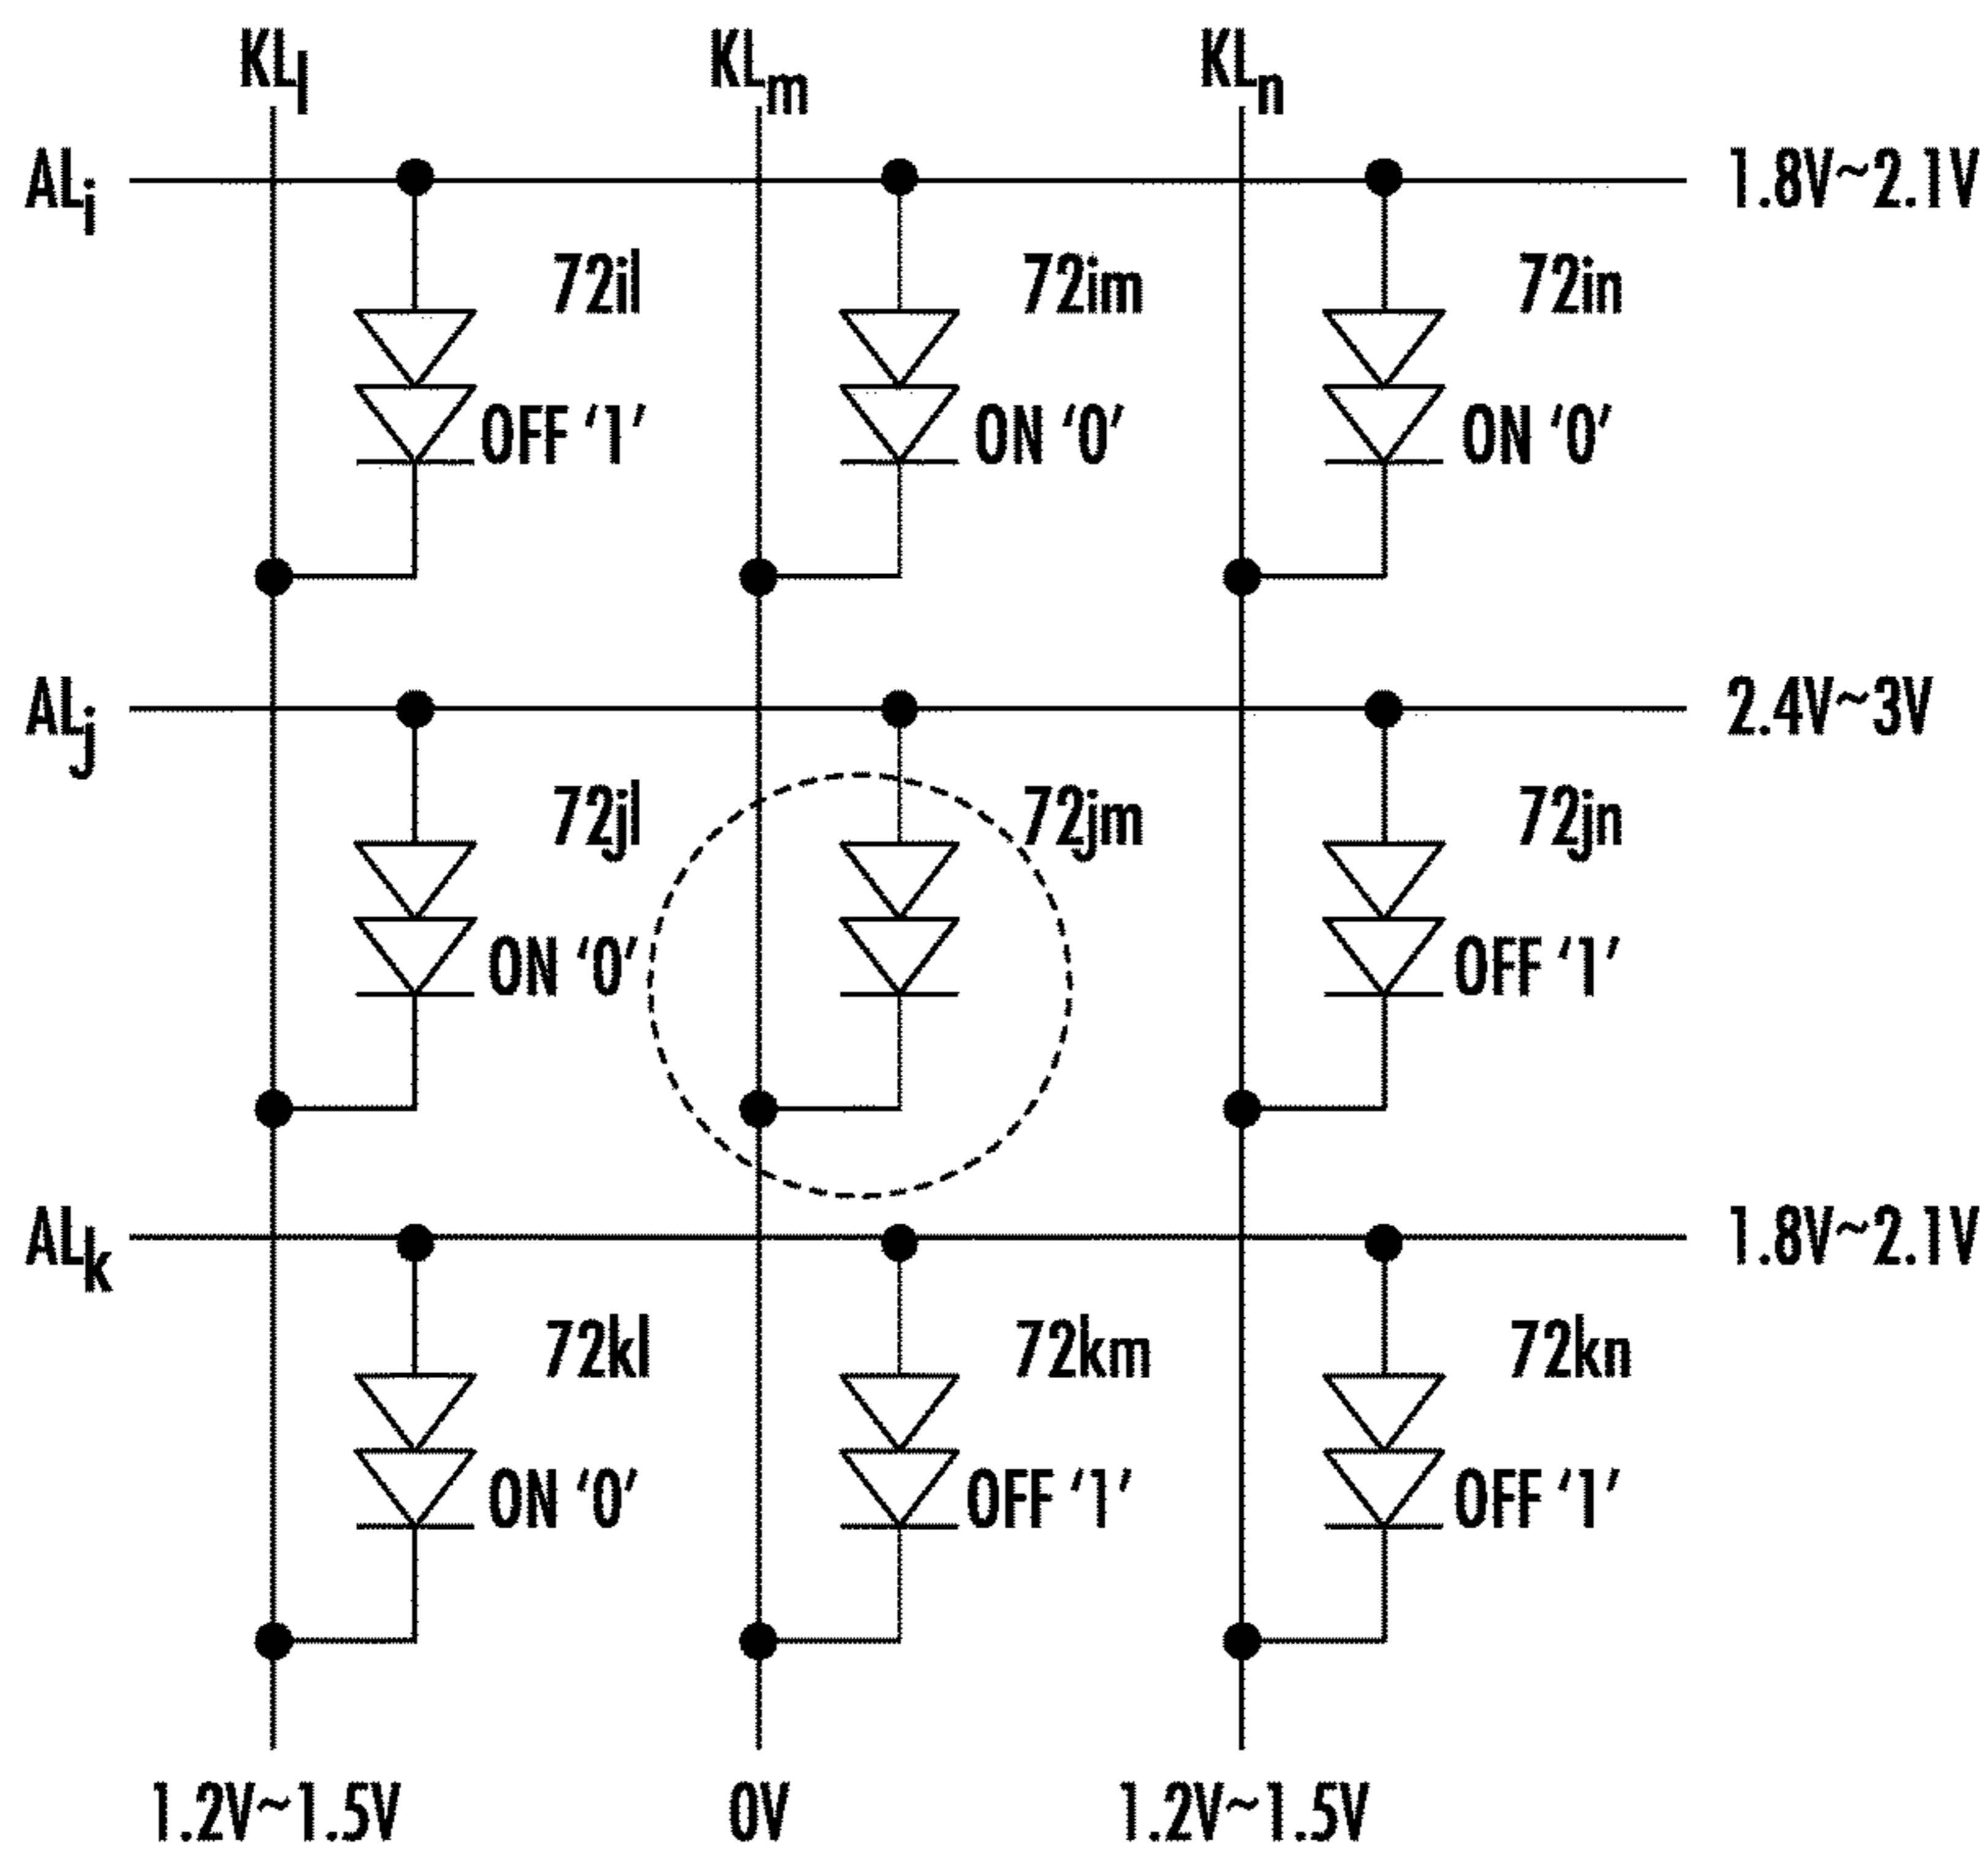 KLl KLm KLn
ALi 1.8V~2.1V
72il 72im 72in
OFF '1' ON '0' ON '0'
ALj 2.4V~3V
72jl 72jm 72jn
ON '0' OFF '1'
ALk 1.8V~2.1V
72kl 72km 72kn
ON '0' OFF '1' OFF '1'
1.2V~1.5V 0V 1.2V~1.5V